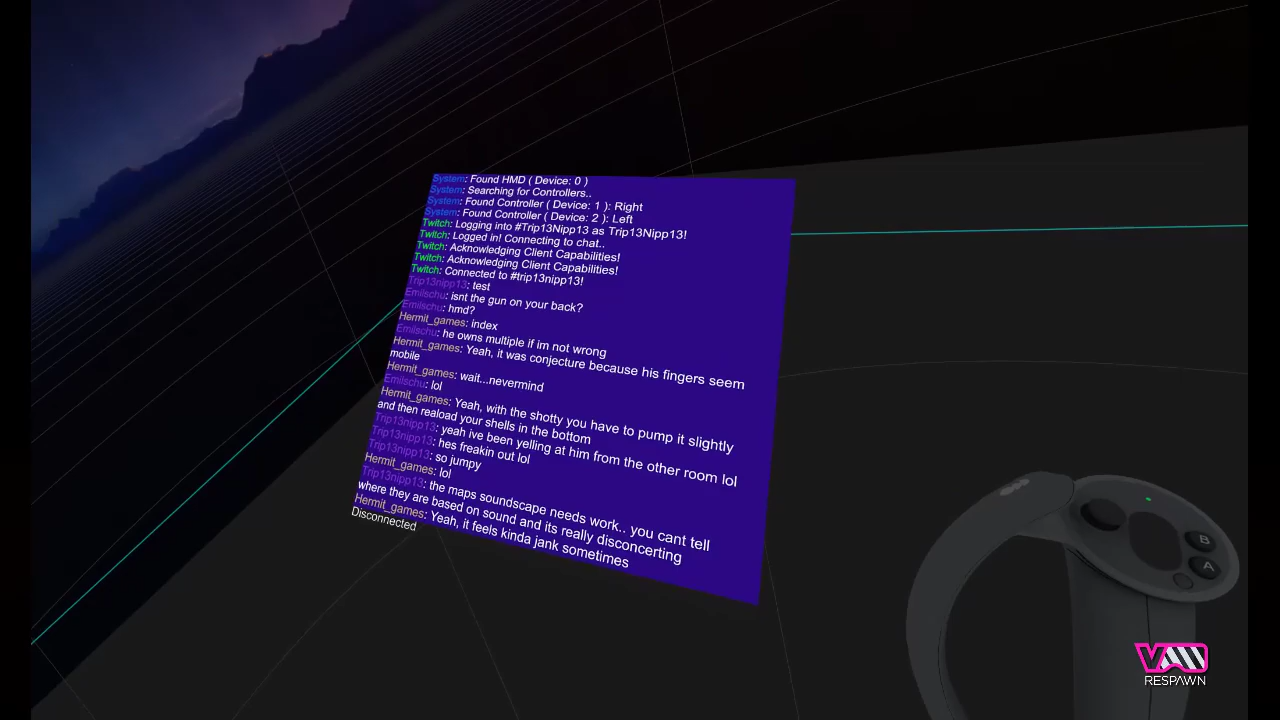 System: Found HMD ( Device: 0 )
System: Searching for Controllers..
System: Found Controller ( Device: 1 ): Right
System: Found Controller ( Device: 2 ): Left
Twitch: Logging into #Trip13Nipp13 as Trip13Nipp13!
Twitch: Logged in! Connecting to chat..
Twitch: Acknowledging Client Capabilities!
Twitch: Acknowledging Client Capabilities!
Twitch: Connected to #trip13nipp13!
Trip13nipp13: test
Emilschu: isnt the gun on your back?
Emilschu: hmd?
Hermit_games: index
Emilschu: he owns multiple if im not wrong
Hermit_games: Yeah, it was conjecture because his fingers seem
mobile
Hermit_games: wait...nevermind
Emilschu: lol
Hermit_games: Yeah, with the shotty you have to pump it slightly
and then reaload your shells in the bottom
Trip13nipp13: yeah ive been yelling at him from the other room lol
Trip13nipp13: hes freakin out lol
Trip13nipp13: so jumpy
Hermit_games: lol
Trip13nipp13: the maps soundscape needs work.. you cant tell
where they are based on sound and its really disconcerting
Hermit_games: Yeah, it feels kinda jank sometimes
Disconnected
B
A
VR
RESPAWN